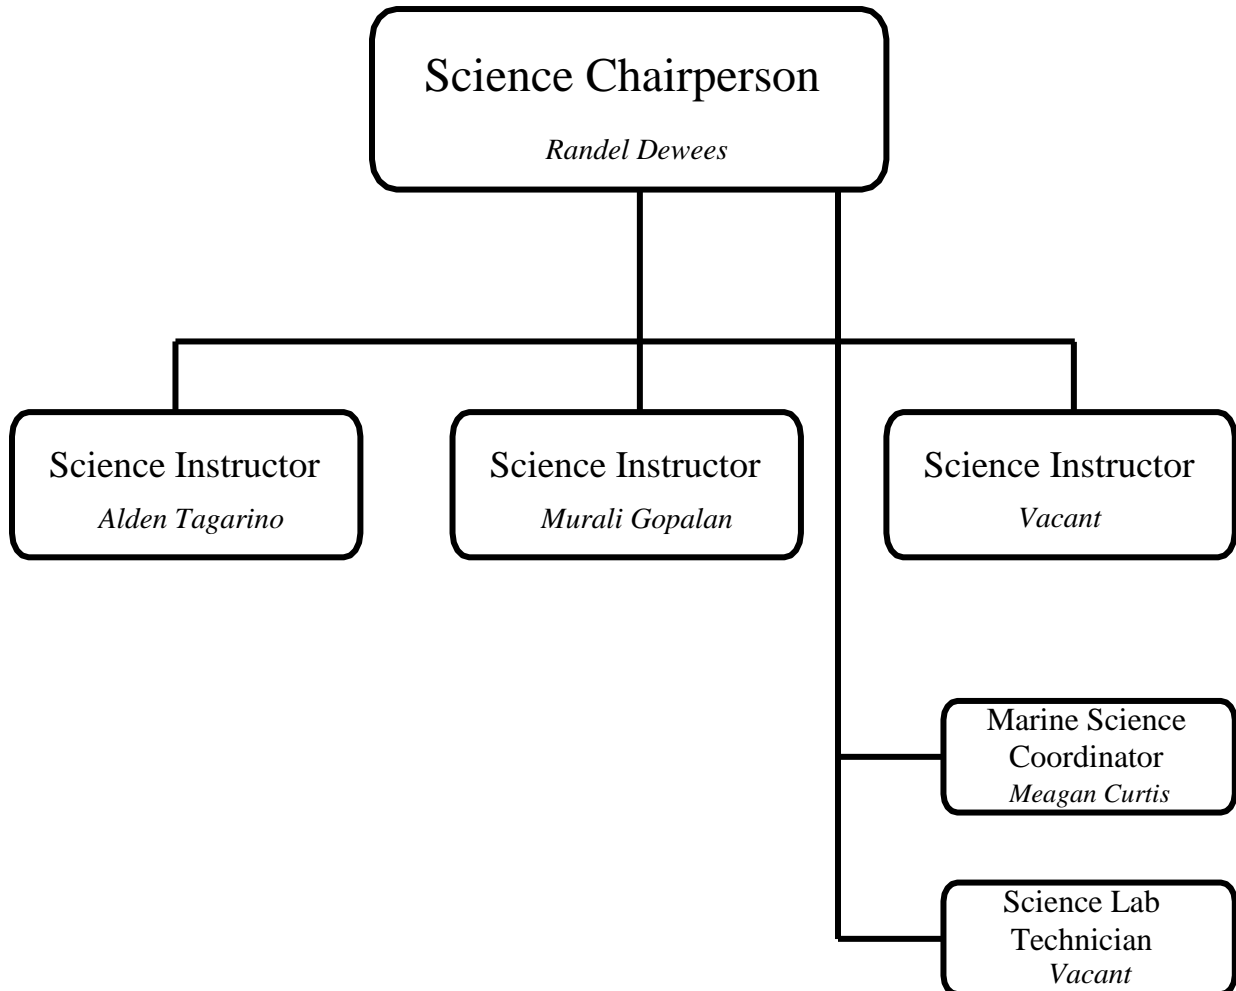 Science Chairperson
Randel Dewees
Science Instructor
Alden Tagarino
Science Instructor
Murali Gopalan
Science Instructor
Vacant
Marine Science
Coordinator
Meagan Curtis
Science Lab
Technician
Vacant